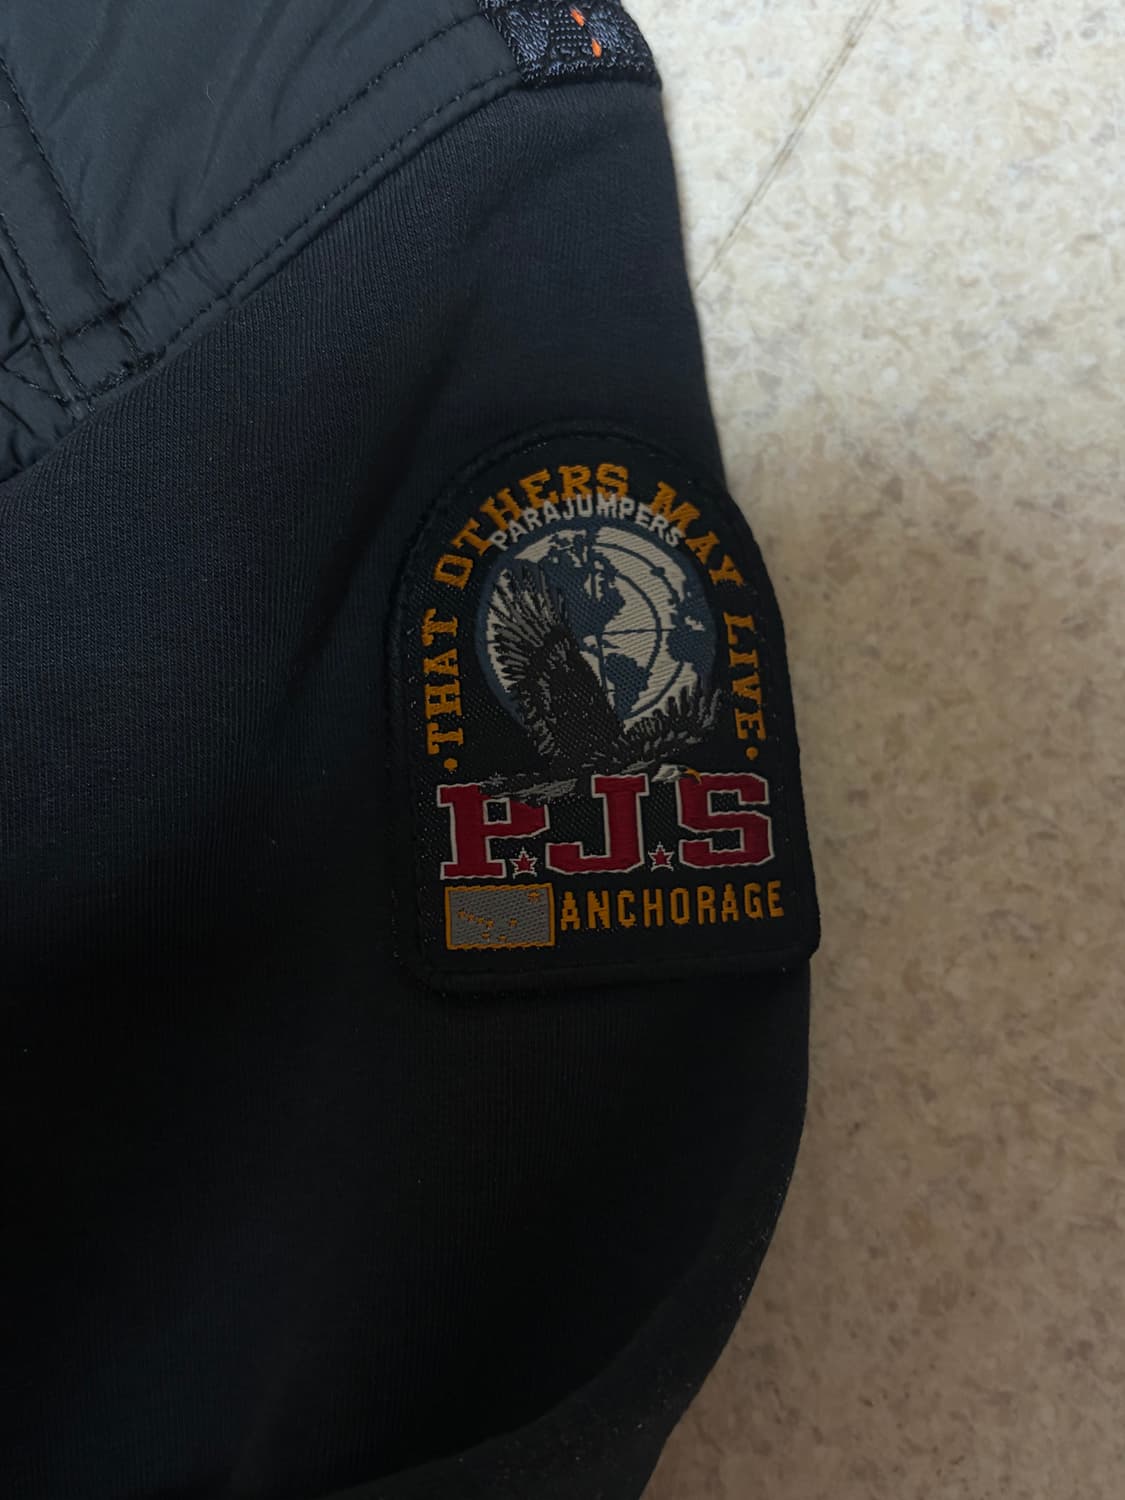 ·THAT OTHERS MAY LIVE·
PARAJUMPERS
P.J.S
ANCHORAGE